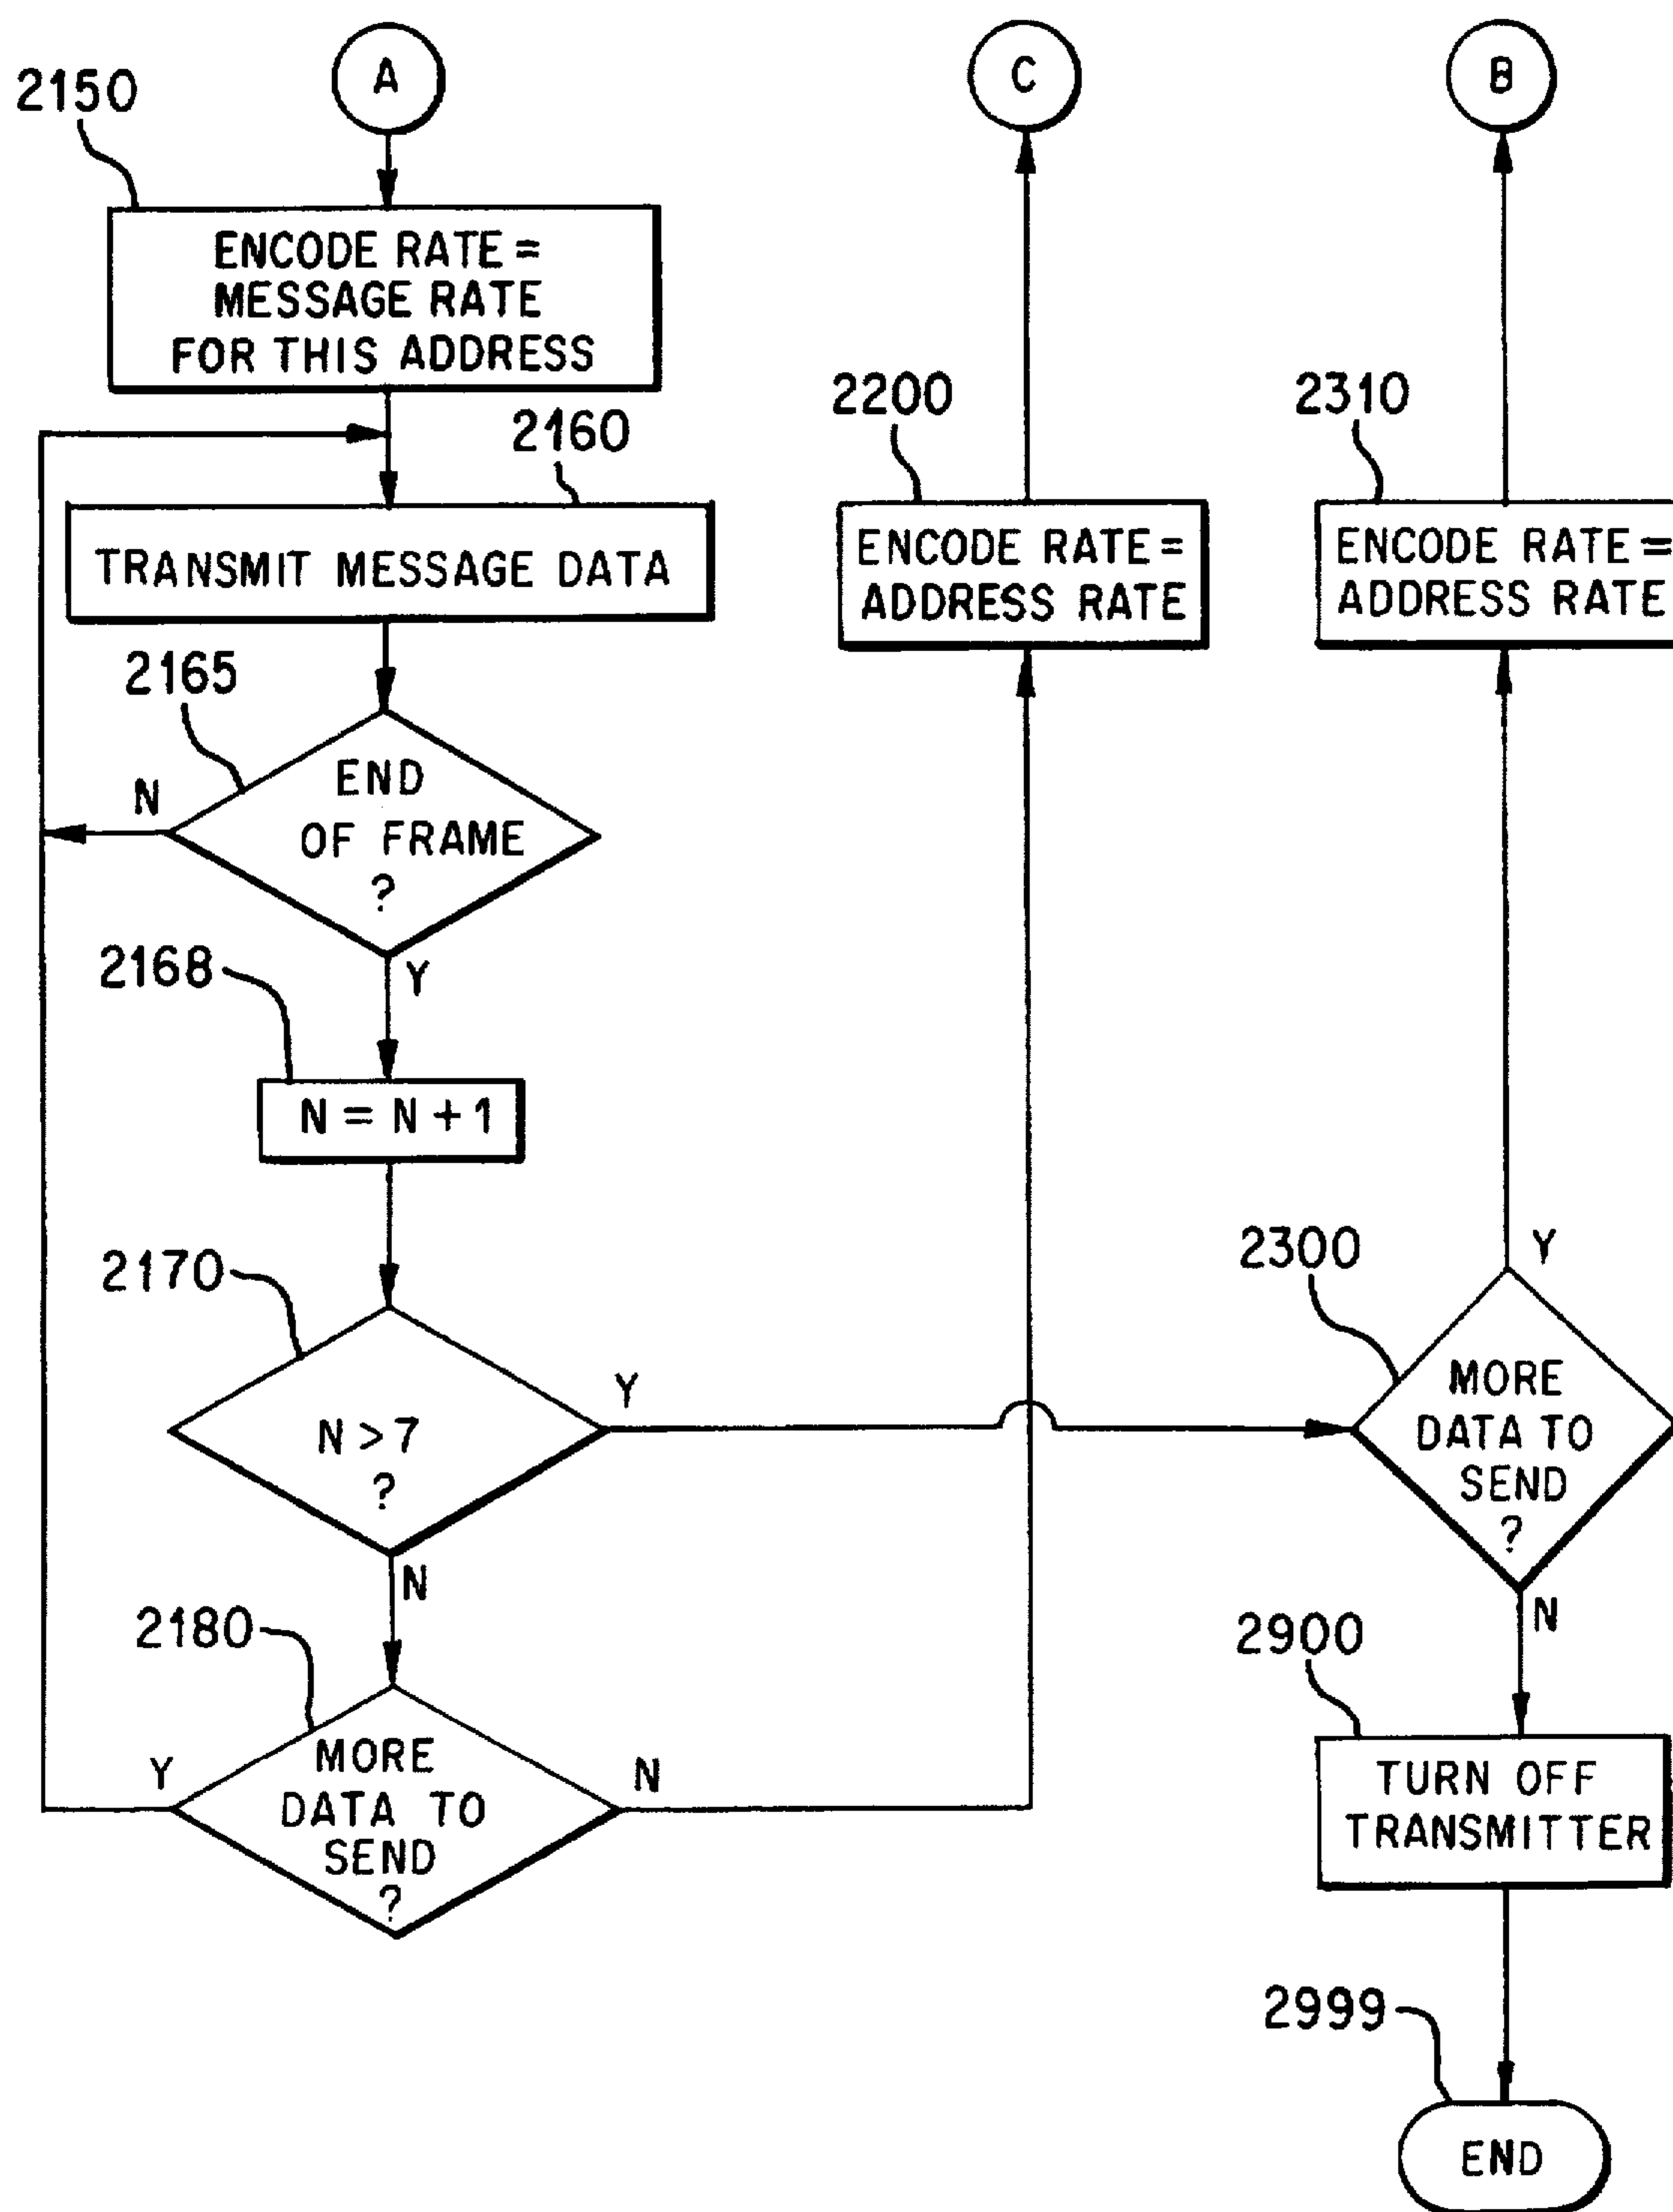 A
C
B
2150
ENCODE RATE =
MESSAGE RATE
FOR THIS ADDRESS
2160
TRANSMIT MESSAGE DATA
2200
ENCODE RATE =
ADDRESS RATE
2310
ENCODE RATE =
ADDRESS RATE
2165
END
OF FRAME
?
N
Y
2168
N = N + 1
2170
N > 7
?
Y
N
2300
MORE
DATA TO
SEND
?
Y
N
2180
MORE
DATA TO
SEND
?
Y
N
2900
TURN OFF
TRANSMITTER
2999
END